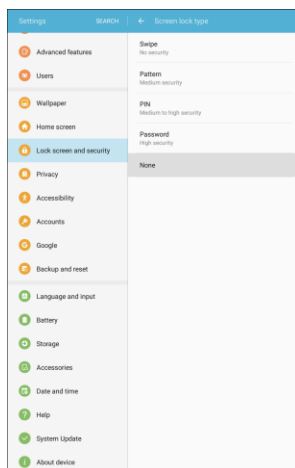 Settings
SEARCH
Screen lock type
Advanced features
Users
Wallpaper
Home screen
Lock screen and security
Privacy
Accessibility
Accounts
Google
Backup and reset
Language and input
Battery
Storage
Accessories
Date and time
Help
System Update
About device
Swipe
No security
Pattern
Medium security
PIN
Medium to high security
Password
High security
None